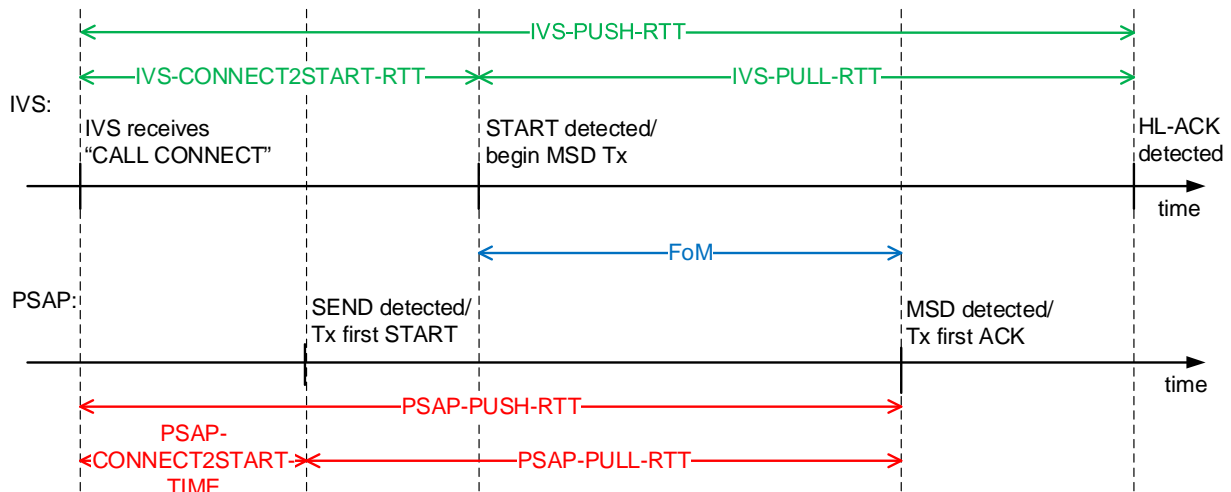 IVS-PUSH-RTT
IVS-CONNECT2START-RTT
IVS-PULL-RTT
IVS:
IVS receives
“CALL CONNECT”
START detected/
begin MSD Tx
HL-ACK
detected
time
FoM
PSAP:
SEND detected/
Tx first START
MSD detected/
Tx first ACK
time
PSAP-PUSH-RTT
PSAP-
CONNECT2START-
TIME
PSAP-PULL-RTT